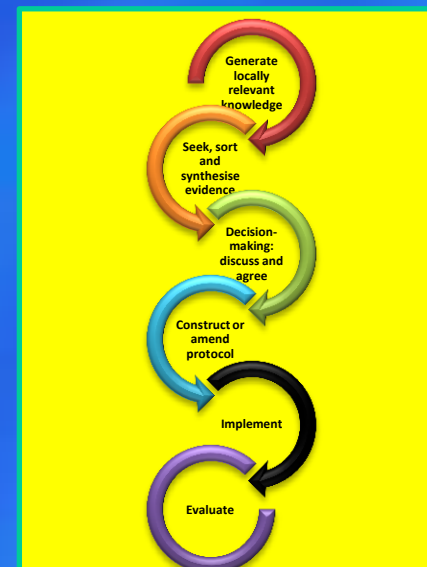 Generate
locally
relevant
knowledge
Seek, sort
and
synthesise
evidence
Decision-
making:
discuss and
agree
Construct or
amend
protocol
Implement
Evaluate